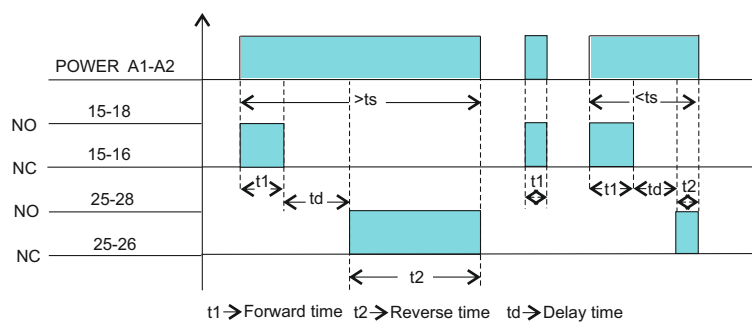 POWER A1-A2
>ts
<ts
NO 15-18
NC 15-16
t1
t1
t1 td t2
td
NO 25-28
NC 25-26
t2
t1→Forward time t2→Reverse time td→Delay time